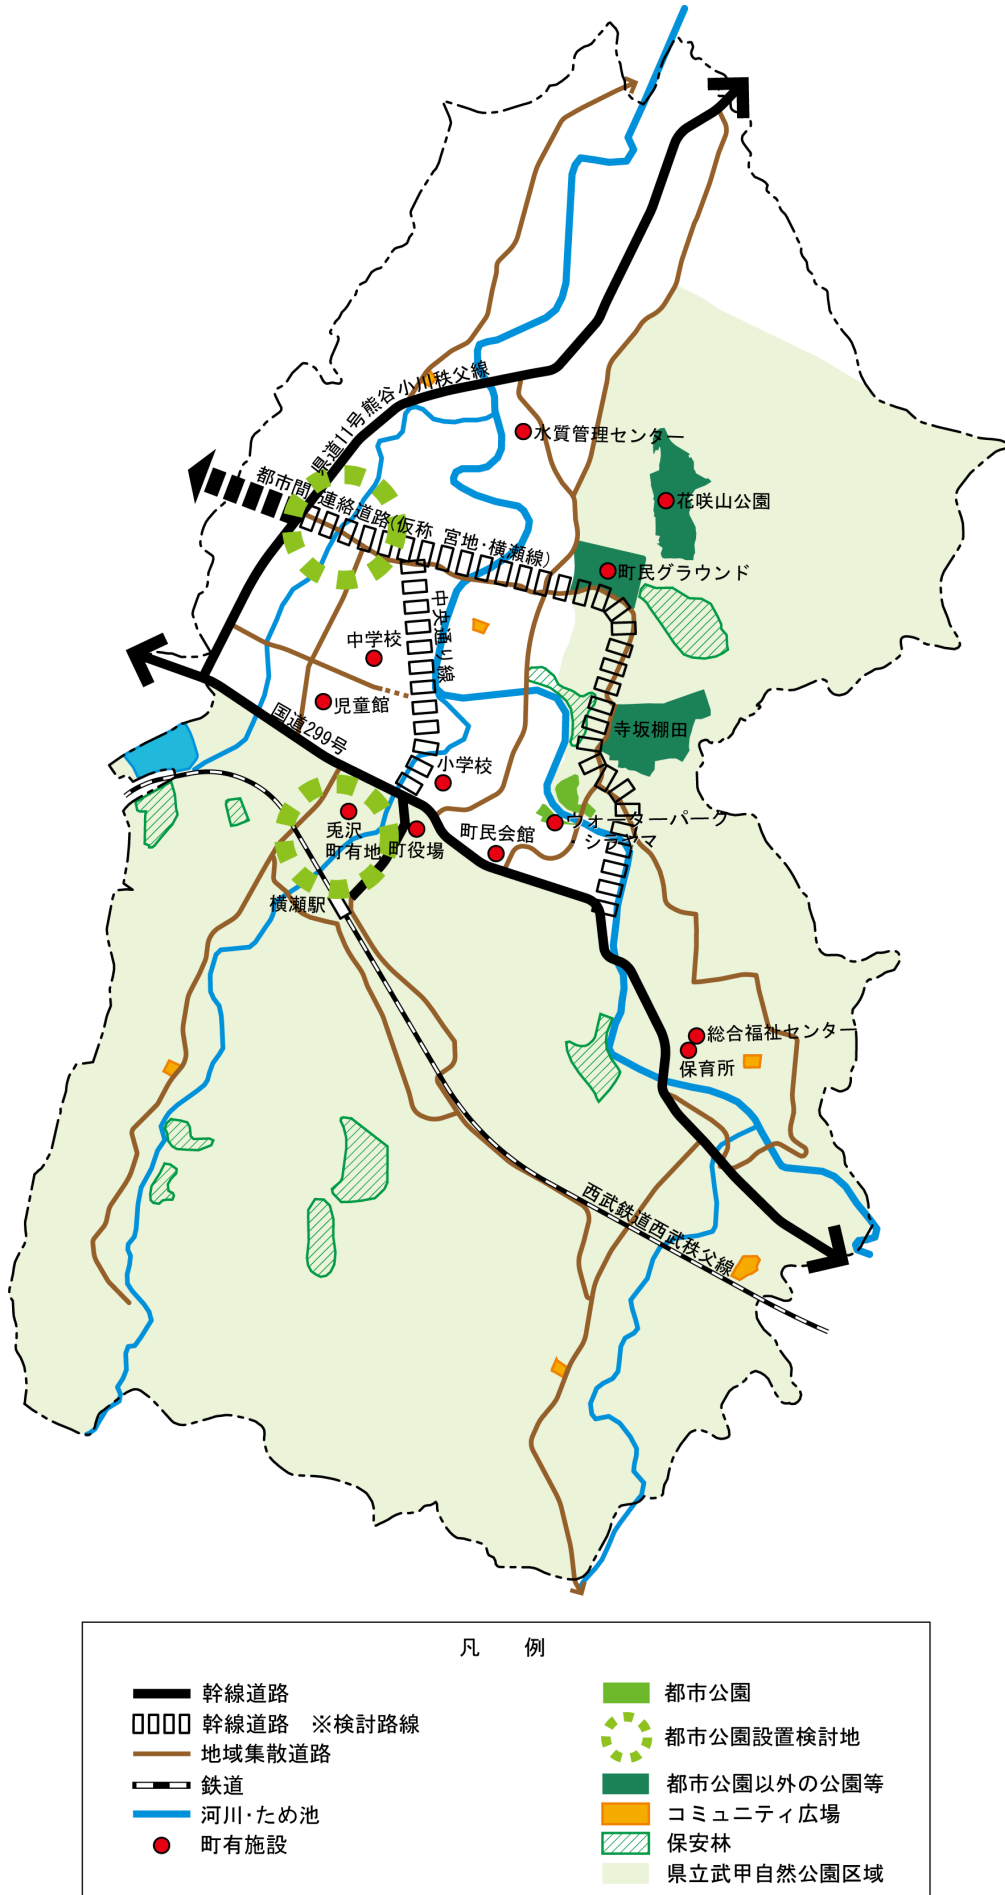 県道11号熊谷小川秩父線
水質管理センター
都市間 連絡道路(仮称 宮地・横瀬線)
花咲山公園
町民グラウンド
中央通り線
中学校
児童館
国道299号
寺坂棚田
小学校
兎沢
町有地
町役場
町民会館
ウォーターパーク
・シラヤマ
横瀬駅
総合福祉センター
保育所
西武鉄道西武秩父線
凡 例
幹線道路
幹線道路 ※検討路線
地域集散道路
鉄道
河川・ため池
町有施設
都市公園
都市公園設置検討地
都市公園以外の公園等
コミュニティ広場
保安林
県立武甲自然公園区域